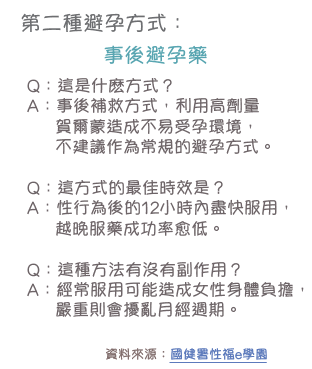 第二種避孕方式：
事後避孕藥
Q：這是什麼方式？
A：事後補救方式，利用高劑量
賀爾蒙造成不易受孕環境，
不建議作為常規的避孕方式。
Q：這方式的最佳時效是？
A：性行為後的12小時內盡快服用，
越晚服藥成功率愈低。
Q：這種方法有沒有副作用？
A：經常服用可能造成女性身體負擔，
嚴重則會擾亂月經週期。
資料來源：國健署性福e學園